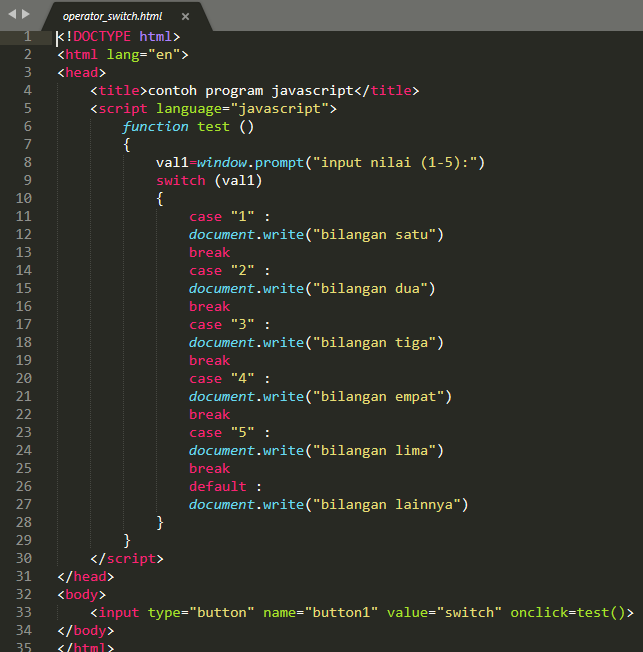 operator_switch.html ×
1 <!DOCTYPE html>
2 <html lang="en">
3 <head>
4     <title>contoh program javascript</title>
5     <script language="javascript">
6         function test ()
7         {
8             val1=window.prompt("input nilai (1-5):")
9             switch (val1)
10             {
11                 case "1" :
12                 document.write("bilangan satu")
13                 break
14                 case "2" :
15                 document.write("bilangan dua")
16                 break
17                 case "3" :
18                 document.write("bilangan tiga")
19                 break
20                 case "4" :
21                 document.write("bilangan empat")
22                 break
23                 case "5" :
24                 document.write("bilangan lima")
25                 break
26                 default :
27                 document.write("bilangan lainnya")
28             }
29         }
30     </script>
31 </head>
32 <body>
33     <input type="button" name="button1" value="switch" onclick=test()>
34 </body>
35 </html>